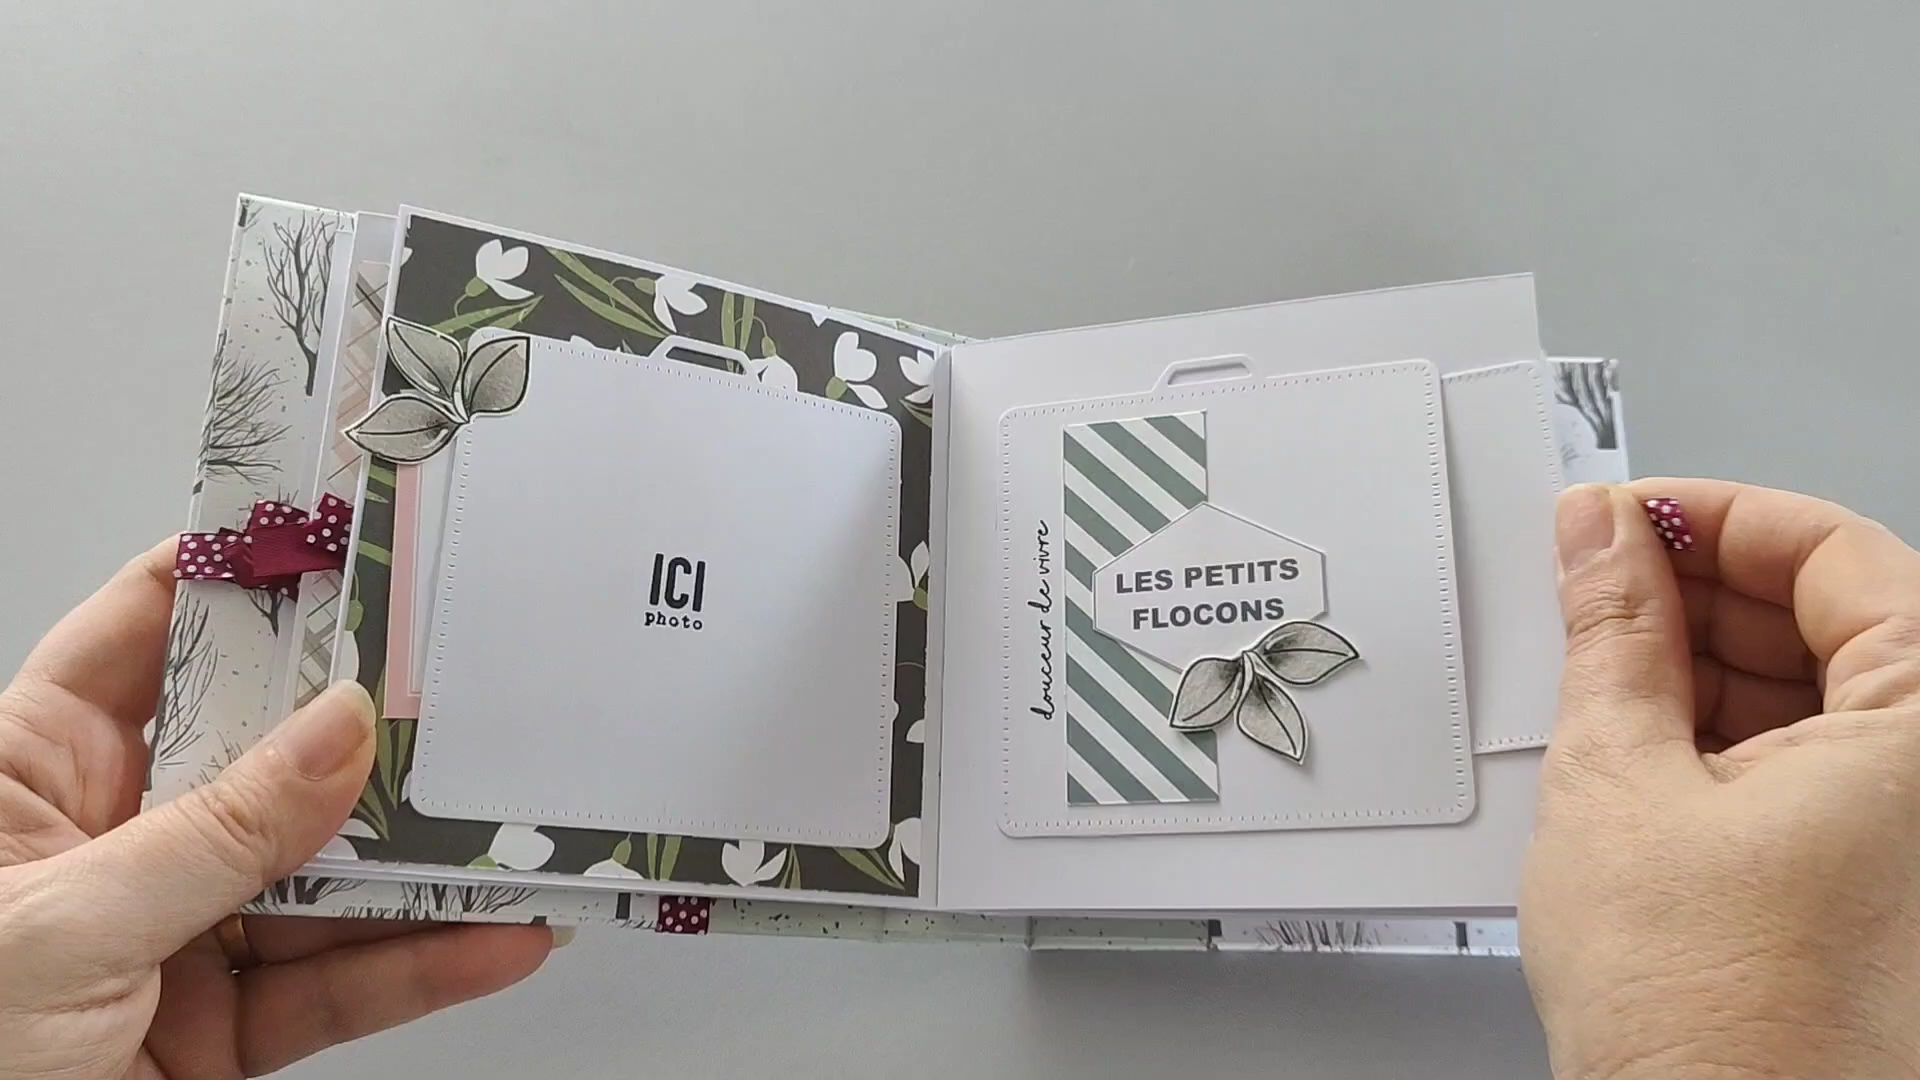 ICI
photo
douceur de vivre
LES PETITS
FLOCONS